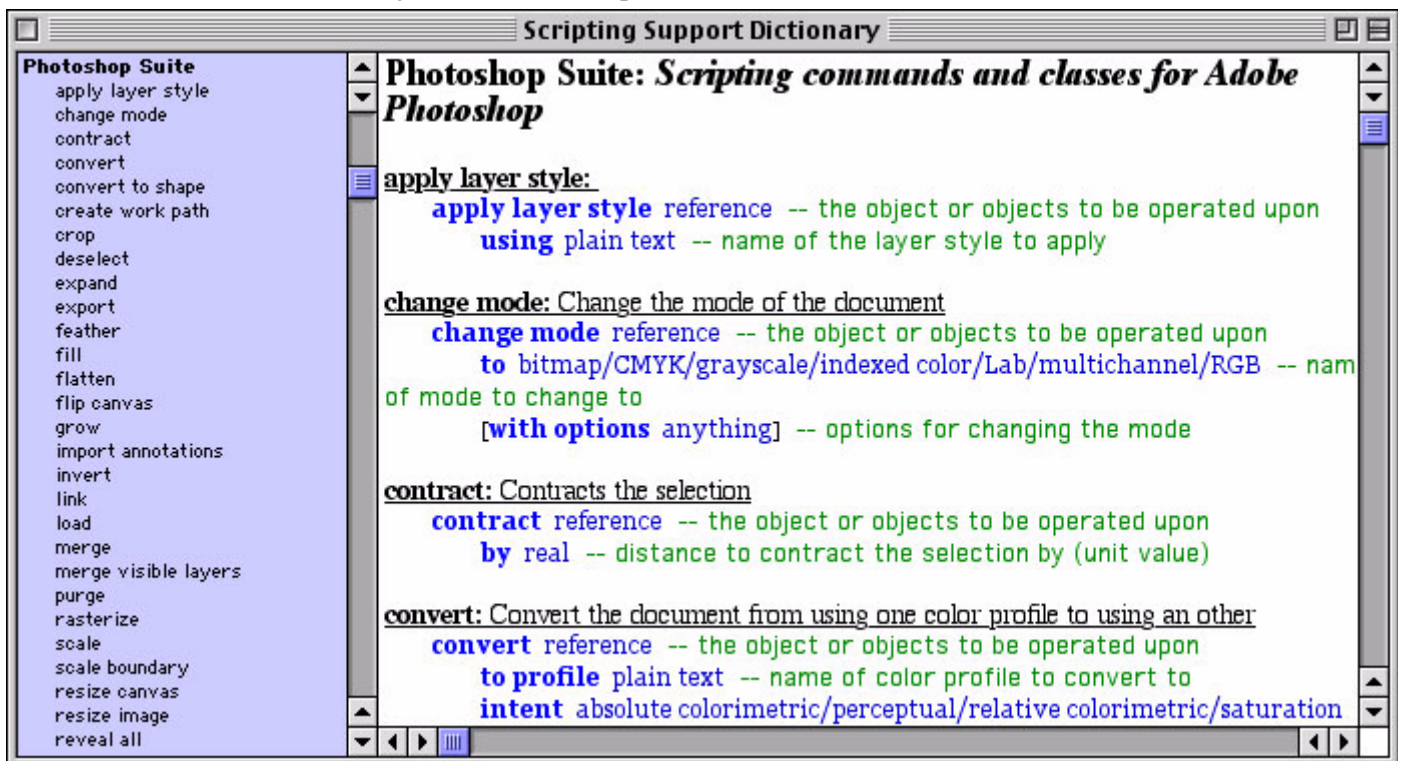 Scripting Support Dictionary
Photoshop Suite
apply layer style
change mode
contract
convert
convert to shape
create work path
crop
deselect
expand
export
feather
fill
flatten
flip canvas
grow
import annotations
invert
link
load
merge
merge visible layers
purge
rasterize
scale
scale boundary
resize canvas
resize image
reveal all
Photoshop Suite: Scripting commands and classes for Adobe
Photoshop
apply layer style:
apply layer style reference -- the object or objects to be operated upon
using plain text -- name of the layer style to apply
change mode: Change the mode of the document
change mode reference -- the object or objects to be operated upon
to bitmap/CMYK/grayscale/indexed color/Lab/multichannel/RGB -- nam
of mode to change to
[with options anything] -- options for changing the mode
contract: Contracts the selection
contract reference -- the object or objects to be operated upon
by real -- distance to contract the selection by (unit value)
convert: Convert the document from using one color profile to using an other
convert reference -- the object or objects to be operated upon
to profile plain text -- name of color profile to convert to
intent absolute colorimetric/perceptual/relative colorimetric/saturation